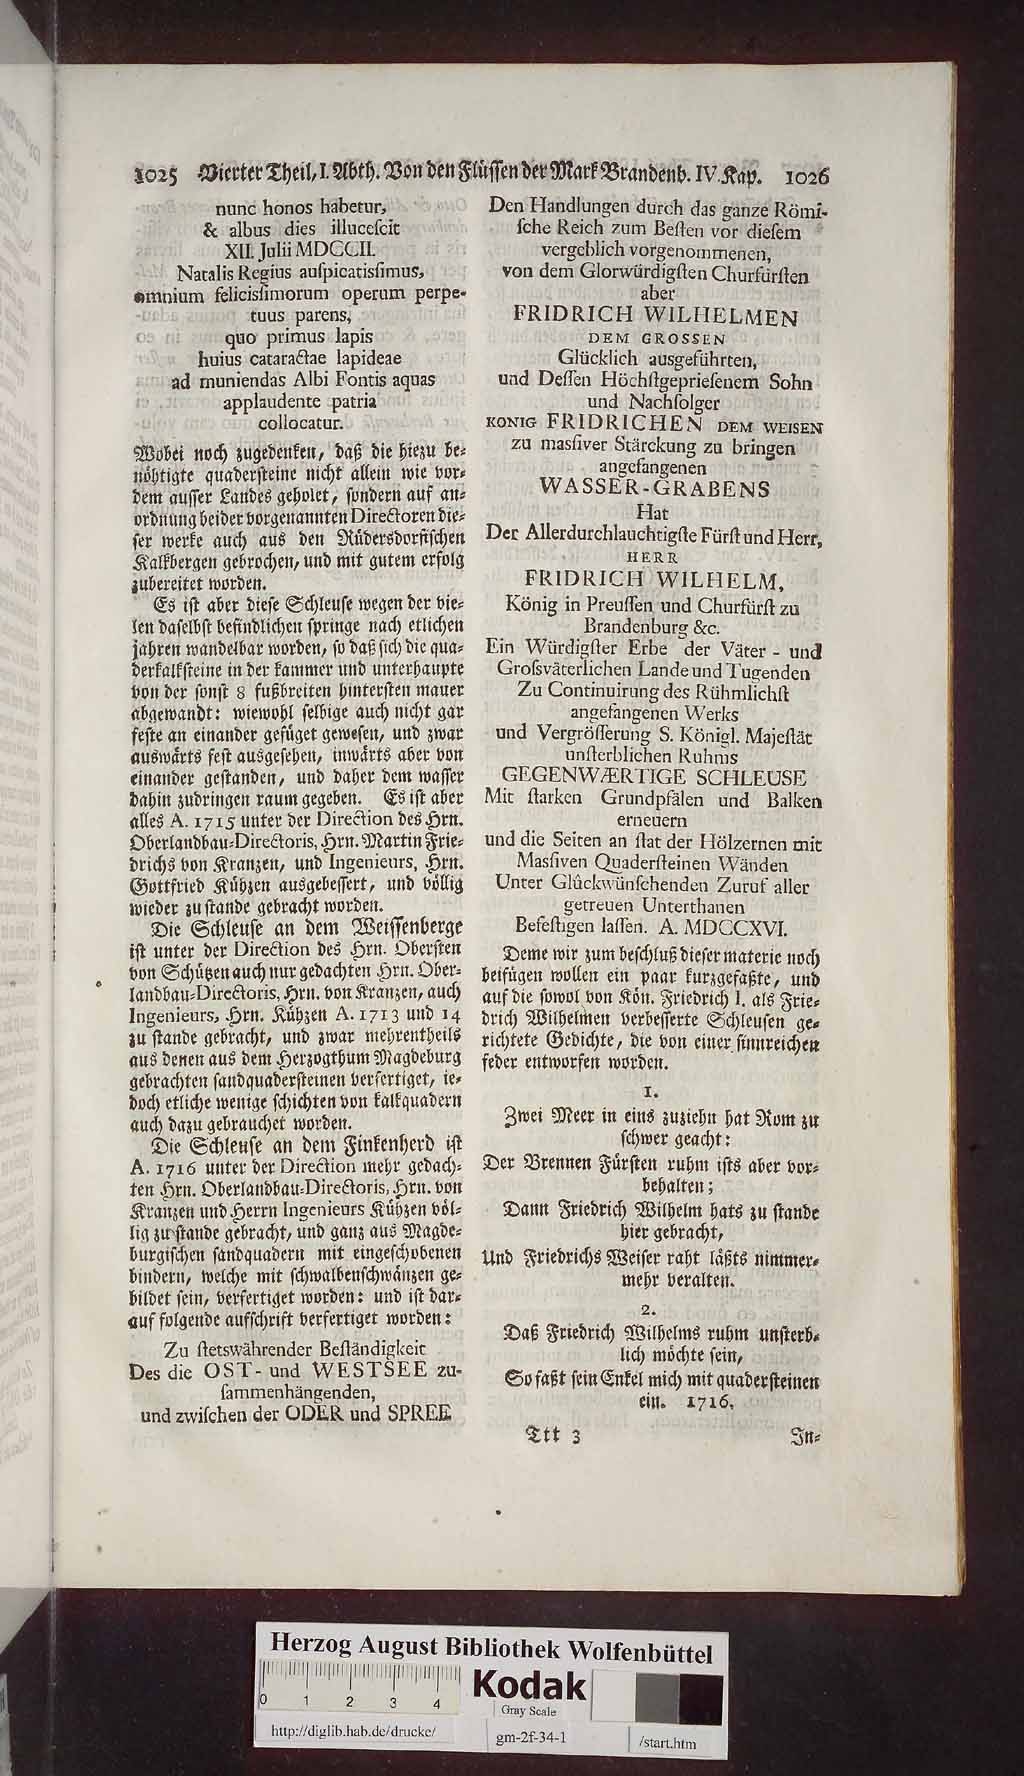 1025 Vierter Theil, I. Abth. Von den Flüssen der Mark Brandenb. IV. Kap. 1026
nunc honos habetur,
& albus dies illucescit
XII. Julii MDCCII.
Natalis Regius auspicatissimus,
omnium felicissimorum operum perpe-
tuus parens,
quo primus lapis
huius cataractae lapideae
ad muniendas Albi Fontis aquas
applaudente patria
collocatur.
Wobei noch zugedenken, daß die hiezu be-
nöhtigte quadersteine nicht allein wie vor-
dem ausser Landes geholet, sondern auf an-
ordnung beider vorgenannten Directoren die-
ser werke auch aus den Rüdersdorfischen
Kalkbergen gebrochen, und mit gutem erfolg
zubereitet worden.
Es ist aber diese Schleuse wegen der vie-
len daselbst befindlichen springe nach etlichen
jahren wandelbar worden, so daß sich die qua-
derkalksteine in der kammer und unterhaupte
von der sonst 8 fußbreiten hintersten mauer
abgewandt: wiewohl selbige auch nicht gar
feste an einander gefüget gewesen, und zwar
auswärts fest ausgesehen, inwärts aber von
einander gestanden, und daher dem wasser
dahin zudringen raum gegeben. Es ist aber
alles A. 1715 unter der Direction des Hrn.
Oberlandbau-Directoris, Hrn. Martin Frie-
drichs von Kranzen, und Ingenieurs, Hrn.
Gottfried Kühzen ausgebessert, und völlig
wieder zu stande gebracht worden.
Die Schleuse an dem Weissenberge
ist unter der Direction des Hrn. Obersten
von Schützen auch nur gedachten Hrn. Ober-
landbau-Directoris, Hrn. von Kranzen, auch
Ingenieurs, Hrn. Kühzen A. 1713 und 14
zu stande gebracht, und zwar mehrentheils
aus denen aus dem Herzogthum Magdeburg
gebrachten sandquadersteinen verfertiget, ie-
doch etliche wenige schichten von kalkquadern
auch dazu gebrauchet worden.
Die Schleuse an dem Finkenherd ist
A. 1716 unter der Direction mehr gedach-
ten Hrn. Oberlandbau-Directoris, Hrn. von
Kranzen und Herrn Ingenieurs Kühzen völ-
lig zu stande gebracht, und ganz aus Magde-
burgischen sandquadern mit eingeschobenen
bindern, welche mit schwalbenschwänzen ge-
bildet sein, verfertiget worden: und ist dar-
auf folgende aufschrift verfertiget worden:
Zu stetswährender Beständigkeit
Des die OST- und WESTSEE zu-
sammenhängenden,
und zwischen der ODER und SPREE
Den Handlungen durch das ganze Römi-
sche Reich zum Besten vor diesem
vergeblich vorgenommenen,
von dem Glorwürdigsten Churfürsten
aber
FRIDRICH WILHELMEN
DEM GROSSEN
Glücklich ausgeführten,
und Dessen Höchstgepriesenem Sohn
und Nachfolger
KONIG FRIDRICHEN DEM WEISEN
zu massiver Stärckung zu bringen
angefangenen
WASSER-GRABENS
Hat
Der Allerdurchlauchtigste Fürst und Herr,
HERR
FRIDRICH WILHELM,
König in Preussen und Churfürst zu
Brandenburg &c.
Ein Würdigster Erbe der Väter - und
Grosväterlichen Lande und Tugenden
Zu Continuirung des Rühmlichst
angefangenen Werks
und Vergrösserung S. Königl. Majestät
unsterblichen Ruhms
GEGENWÆRTIGE SCHLEUSE
Mit starken Grundpfälen und Balken
erneuern
und die Seiten an stat der Hölzernen mit
Massiven Quadersteinen Wänden
Unter Glückwünschenden Zuruf aller
getreuen Unterthanen
Befestigen lassen. A. MDCCXVI.
Deme wir zum beschluß dieser materie noch
beifügen wollen ein paar kurzgefaßte, und
auf die sowol von Kön. Friedrich I. als Frie-
drich Wilhelmen verbesserte Schleusen ge-
richtete Gedichte, die von einer sinnreichen
feder entworfen worden.
1.
Zwei Meer in eins zuziehn hat Rom zu
schwer geacht:
Der Brennen Fürsten ruhm ists aber vor-
behalten;
Dann Friedrich Wilhelm hats zu stande
hier gebracht,
Und Friedrichs Weiser raht läßts nimmer-
mehr veralten.
2.
Daß Friedrich Wilhelms ruhm unsterb-
lich möchte sein,
So faßt sein Enkel mich mit quadersteinen
ein. 1716.
Ttt 3 In-
Herzog August Bibliothek Wolfenbüttel
0 1 2 3 4
Kodak
Gray Scale
http://diglib.hab.de/drucke/
gm-2f-34-1
/start.htm